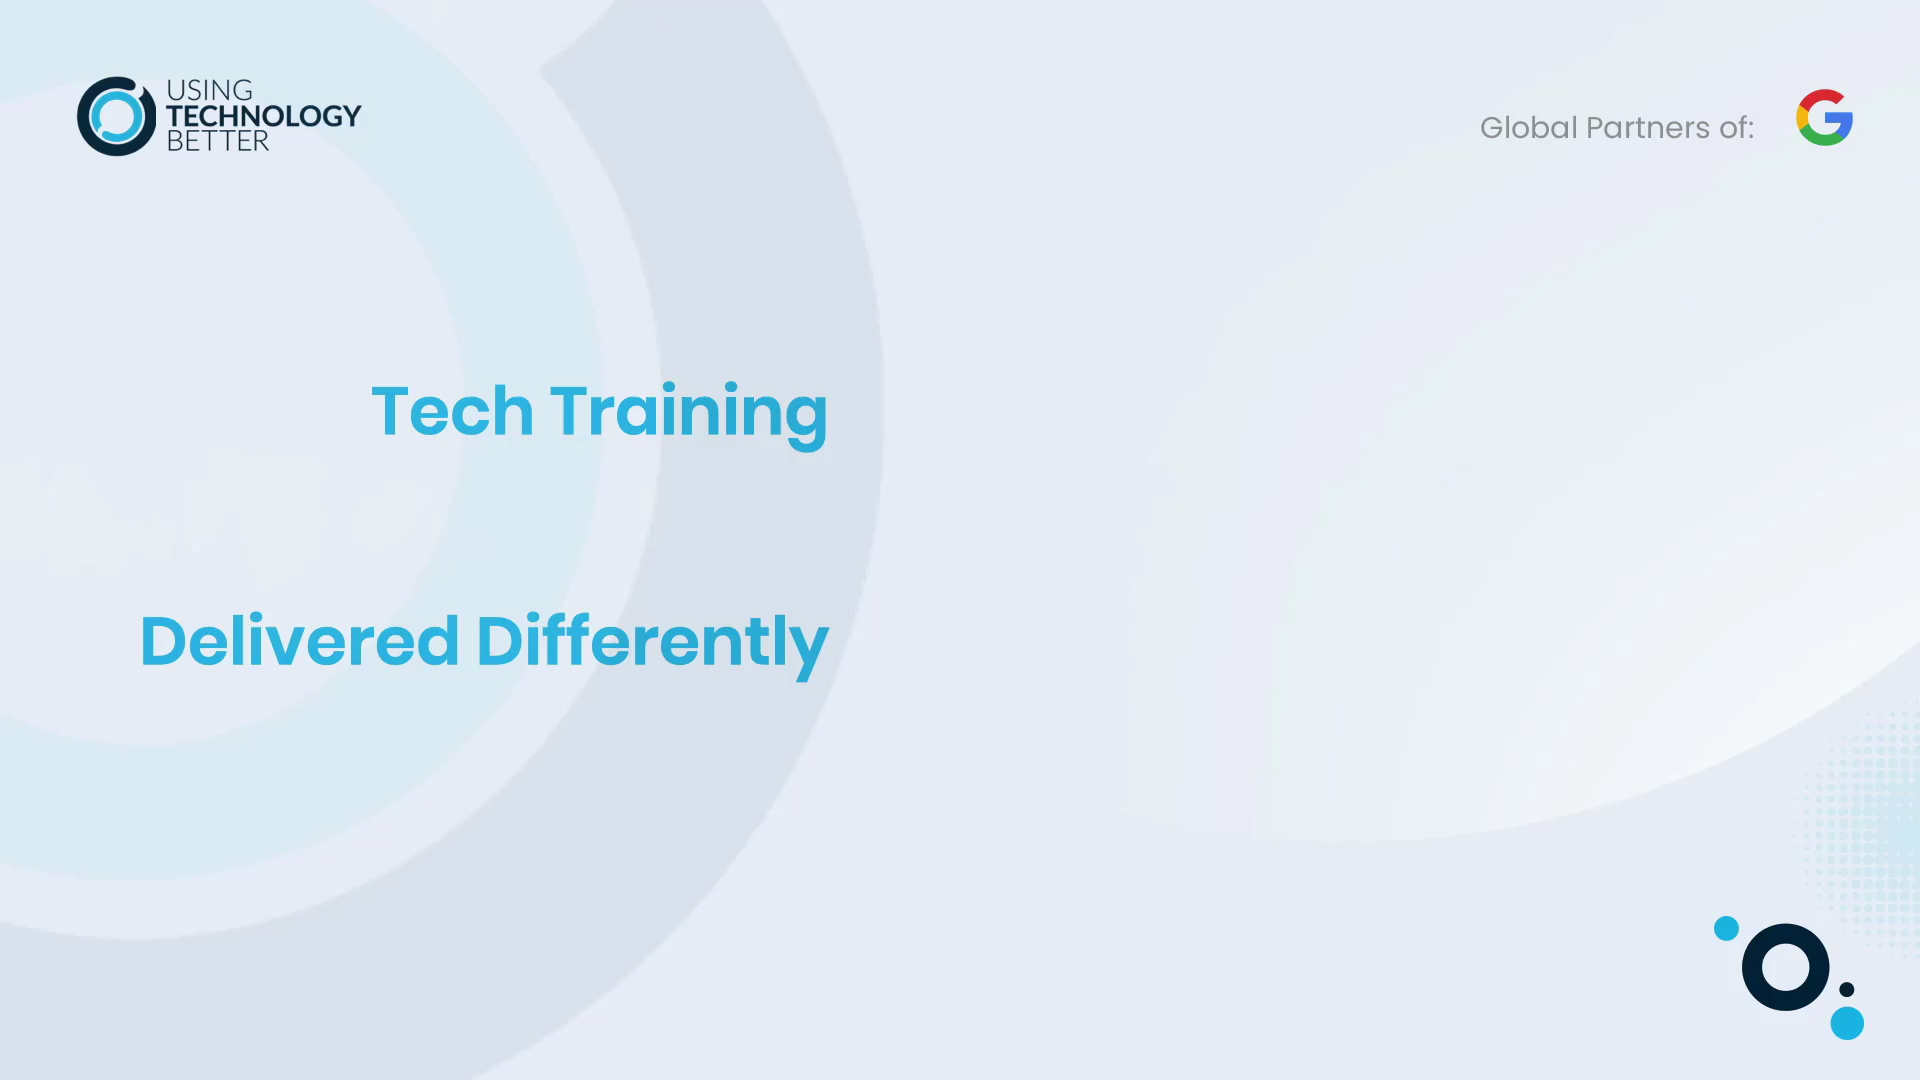 USING
TECHNOLOGY
BETTER
Global Partners of:
Tech Training
Delivered Differently